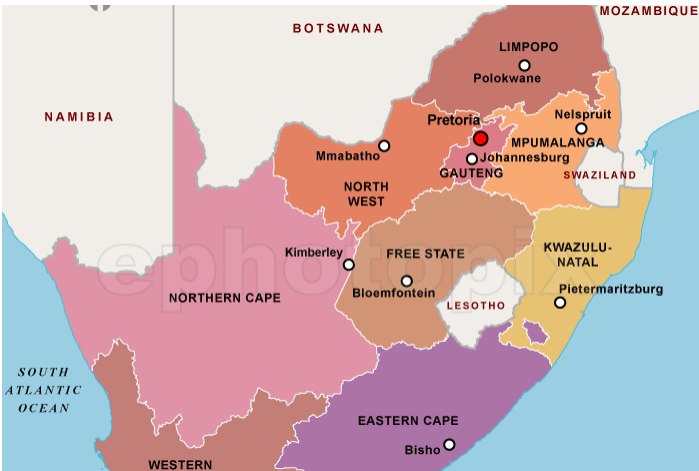 MOZAMBIQUE
BOTSWANA
LIMPOPO
Polokwane
NAMIBIA
Nelspruit
Pretoria
MPUMALANGA
Mmabatho
Johannesburg
GAUTENG
SWAZILAND
NORTH
WEST
KWAZULU-
NATAL
Kimberley
FREE STATE
ephotopix
Pietermaritzburg
Bloemfontein
NORTHERN CAPE
LESOTHO
SOUTH
ATLANTIC
OCEAN
EASTERN CAPE
Bisho
WESTERN